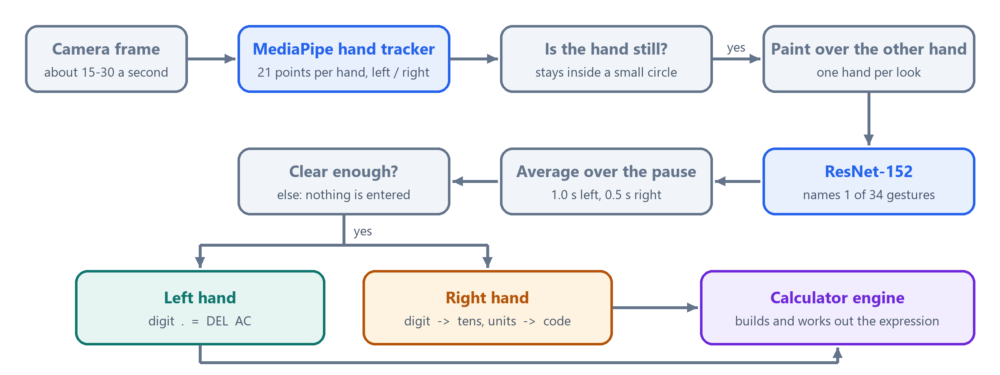 Camera frame
about 15-30 a second
MediaPipe hand tracker
21 points per hand, left / right
Is the hand still?
stays inside a small circle
yes
Paint over the other hand
one hand per look
ResNet-152
names 1 of 34 gestures
Average over the pause
1.0 s left, 0.5 s right
Clear enough?
else: nothing is entered
yes
Left hand
digit . = DEL AC
Right hand
digit -> tens, units -> code
Calculator engine
builds and works out the expression